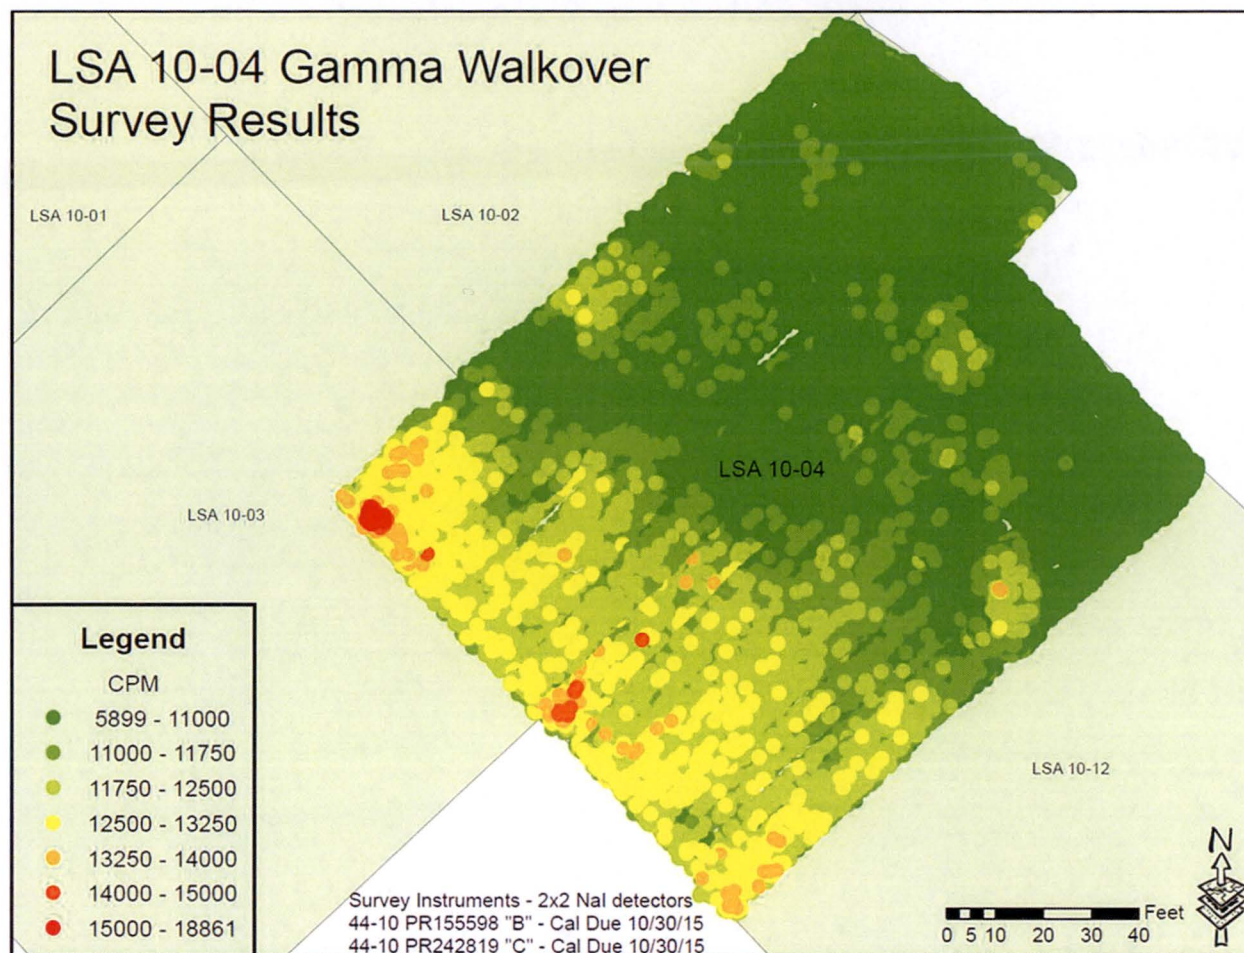 LSA 10-04 Gamma Walkover
Survey Results
LSA 10-01
LSA 10-02
LSA 10-04
LSA 10-03
LSA 10-12
Legend
CPM
5899 - 11000
11000 - 11750
11750 - 12500
12500 - 13250
13250 - 14000
14000 - 15000
15000 - 18861
Survey Instruments - 2x2 NaI detectors
44-10 PR155598 "B" - Cal Due 10/30/15
44-10 PR242819 "C" - Cal Due 10/30/15
N
Feet
0 5 10 20 30 40